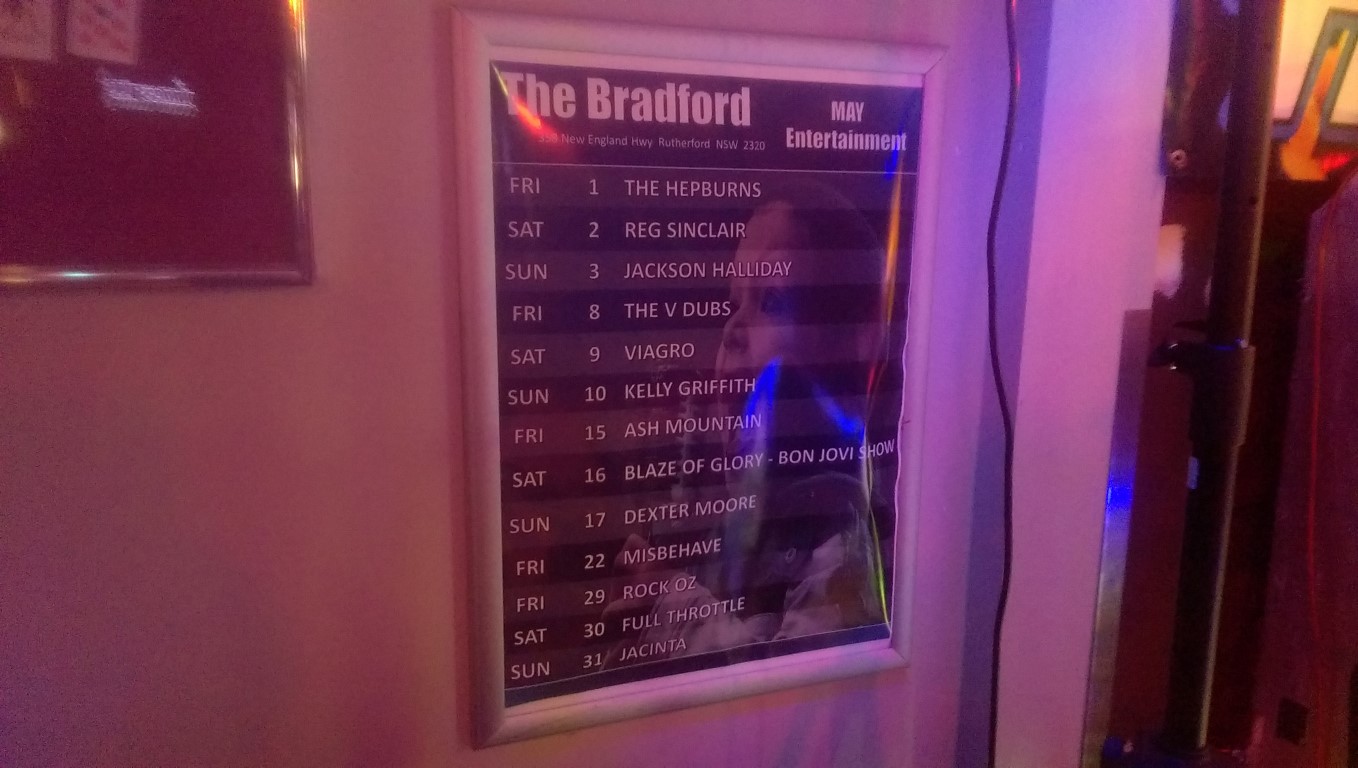 The Bradford
New England Hwy Rutherford NSW 2320
MAY
Entertainment
FRI 1 THE HEPBURNS
SAT 2 REG SINCLAIR
SUN 3 JACKSON HALLIDAY
FRI 8 THE V DUBS
SAT 9 VIAGRO
SUN 10 KELLY GRIFFITH
FRI 15 ASH MOUNTAIN
SAT 16 BLAZE OF GLORY - BON JOVI SHOW
SUN 17 DEXTER MOORE
FRI 22 MISBEHAVE
FRI 29 ROCK OZ
SAT 30 FULL THROTTLE
SUN 31 JACINTA